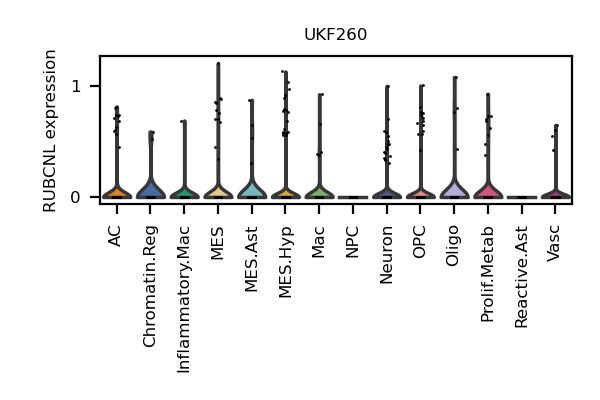 UKF260
RUBCNL expression
1
0
AC
Chromatin.Reg
Inflammatory.Mac
MES
MES.Ast
MES.Hyp
Mac
NPC
Neuron
OPC
Oligo
Prolif.Metab
Reactive.Ast
Vasc